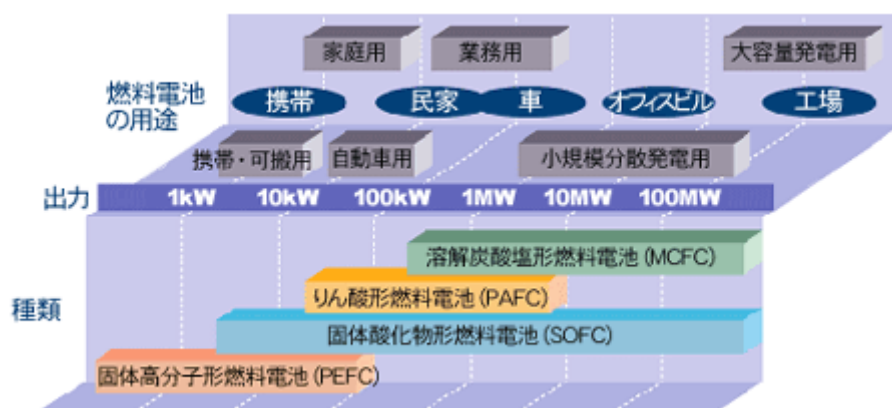 家庭用 業務用 大容量発電用
燃料電池
の用途
携帯 民家 車 オフィスビル 工場
携帯・可搬用 自動車用 小規模分散発電用
出力 1kW 10kW 100kW 1MW 10MW 100MW
種類
溶解炭酸塩形燃料電池(MCFC)
りん酸形燃料電池(PAFC)
固体酸化物形燃料電池(SOFC)
固体高分子形燃料電池(PEFC)